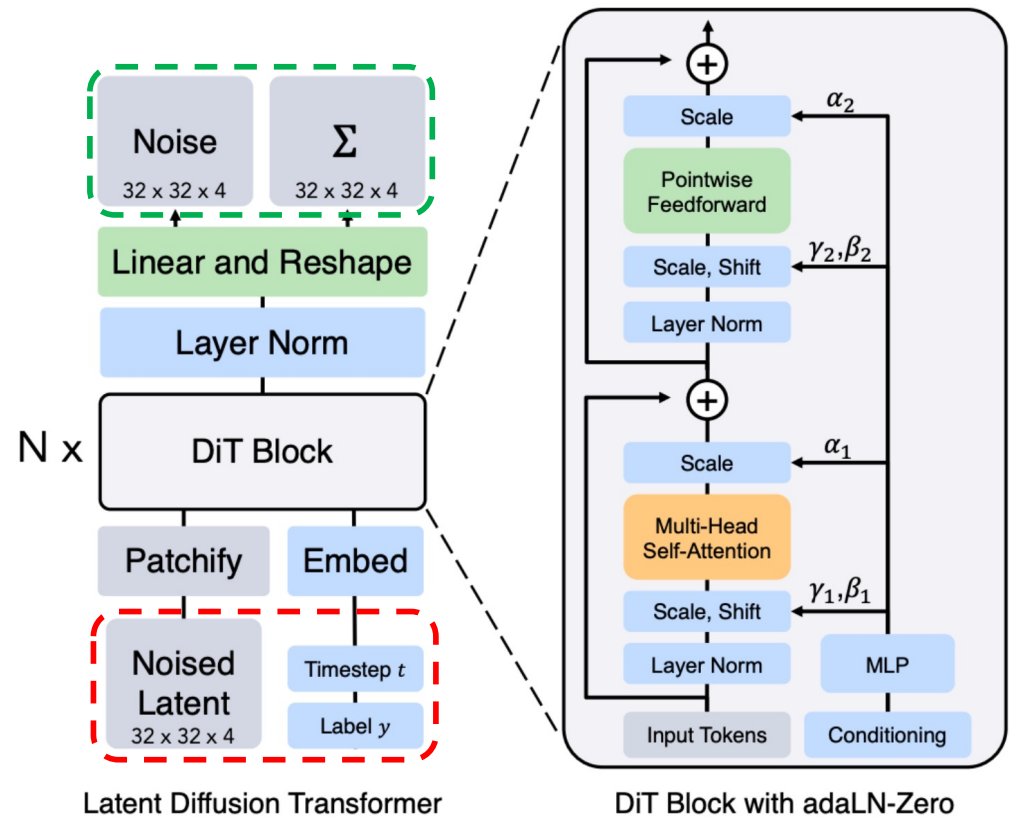 Noise
32 x 32 x 4
Σ
32 x 32 x 4
Linear and Reshape
Layer Norm
N x
DiT Block
Patchify
Embed
Noised
Latent
32 x 32 x 4
Timestep t
Label y
Latent Diffusion Transformer
+
Scale
α₂
Pointwise
Feedforward
Scale, Shift
γ₂,β₂
Layer Norm
+
Scale
α₁
Multi-Head
Self-Attention
Scale, Shift
γ₁,β₁
Layer Norm
MLP
Input Tokens
Conditioning
DiT Block with adaLN-Zero